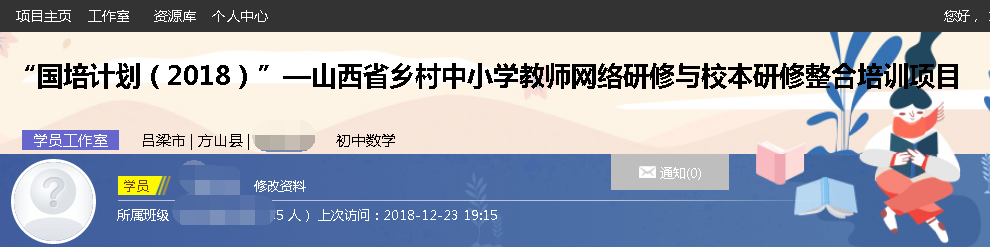 项目主页 工作室 资源库 个人中心 您好，
“国培计划（2018）”—山西省乡村中小学教师网络研修与校本研修整合培训项目
学员工作室 吕梁市 | 方山县 | 初中数学
通知(0)
学员 修改资料
所属班级 5 人） 上次访问：2018-12-23 19:15